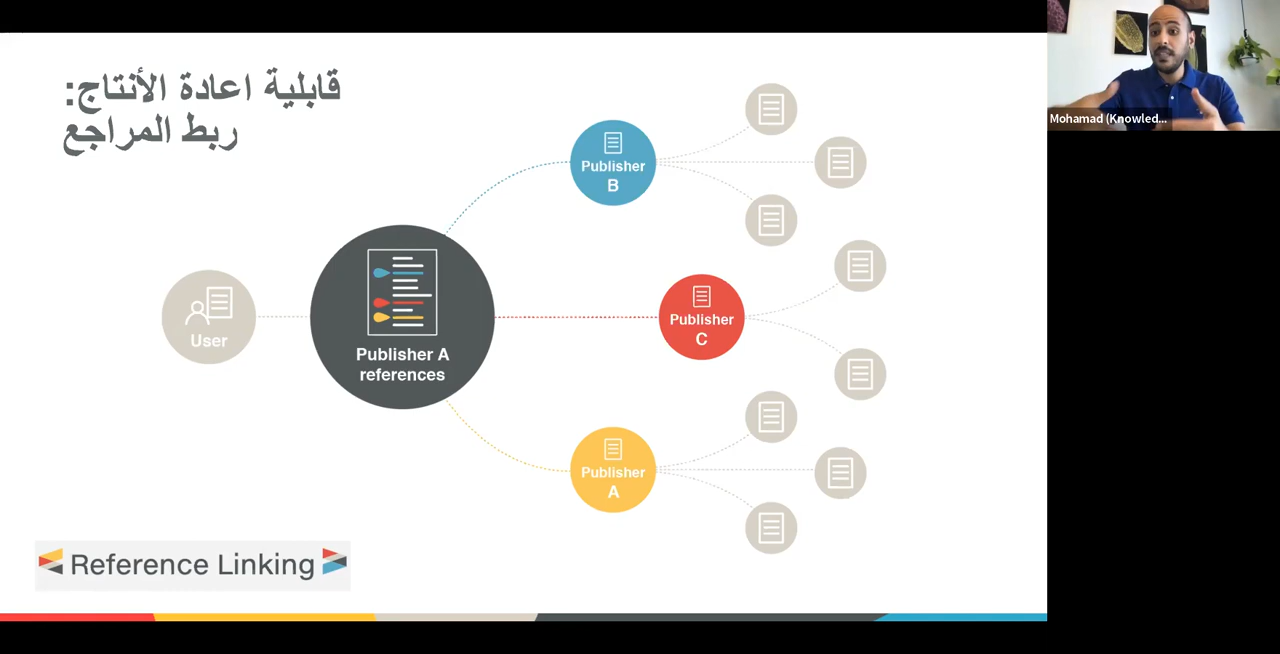 قابلية اعادة الأنتاج:
ربط المراجع
Mohamad (Knowled...
Publisher
B
User
Publisher A
references
Publisher
C
Publisher
A
Reference Linking